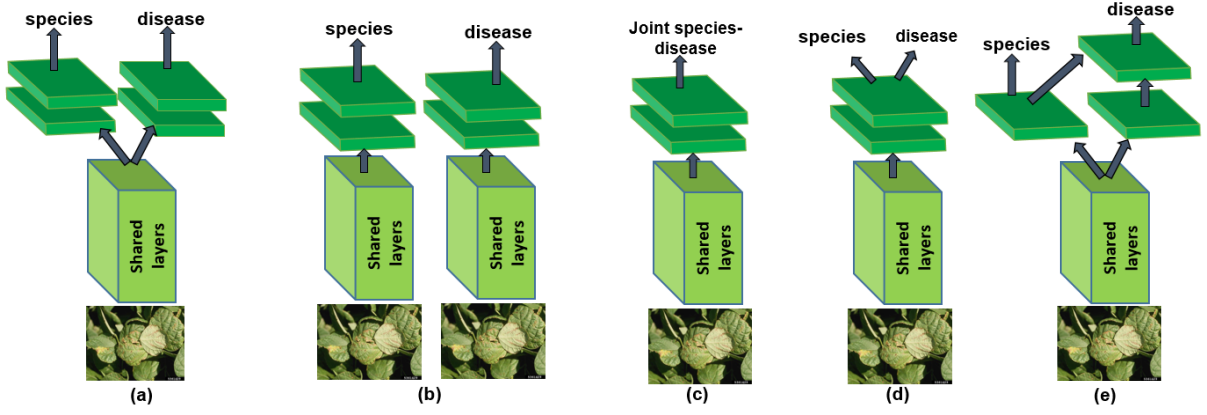 species
disease
Shared
layers
(a)
species
disease
Shared
layers
Shared
layers
(b)
Joint species-
disease
Shared
layers
(c)
species
disease
Shared
layers
(d)
species
disease
Shared
layers
(e)